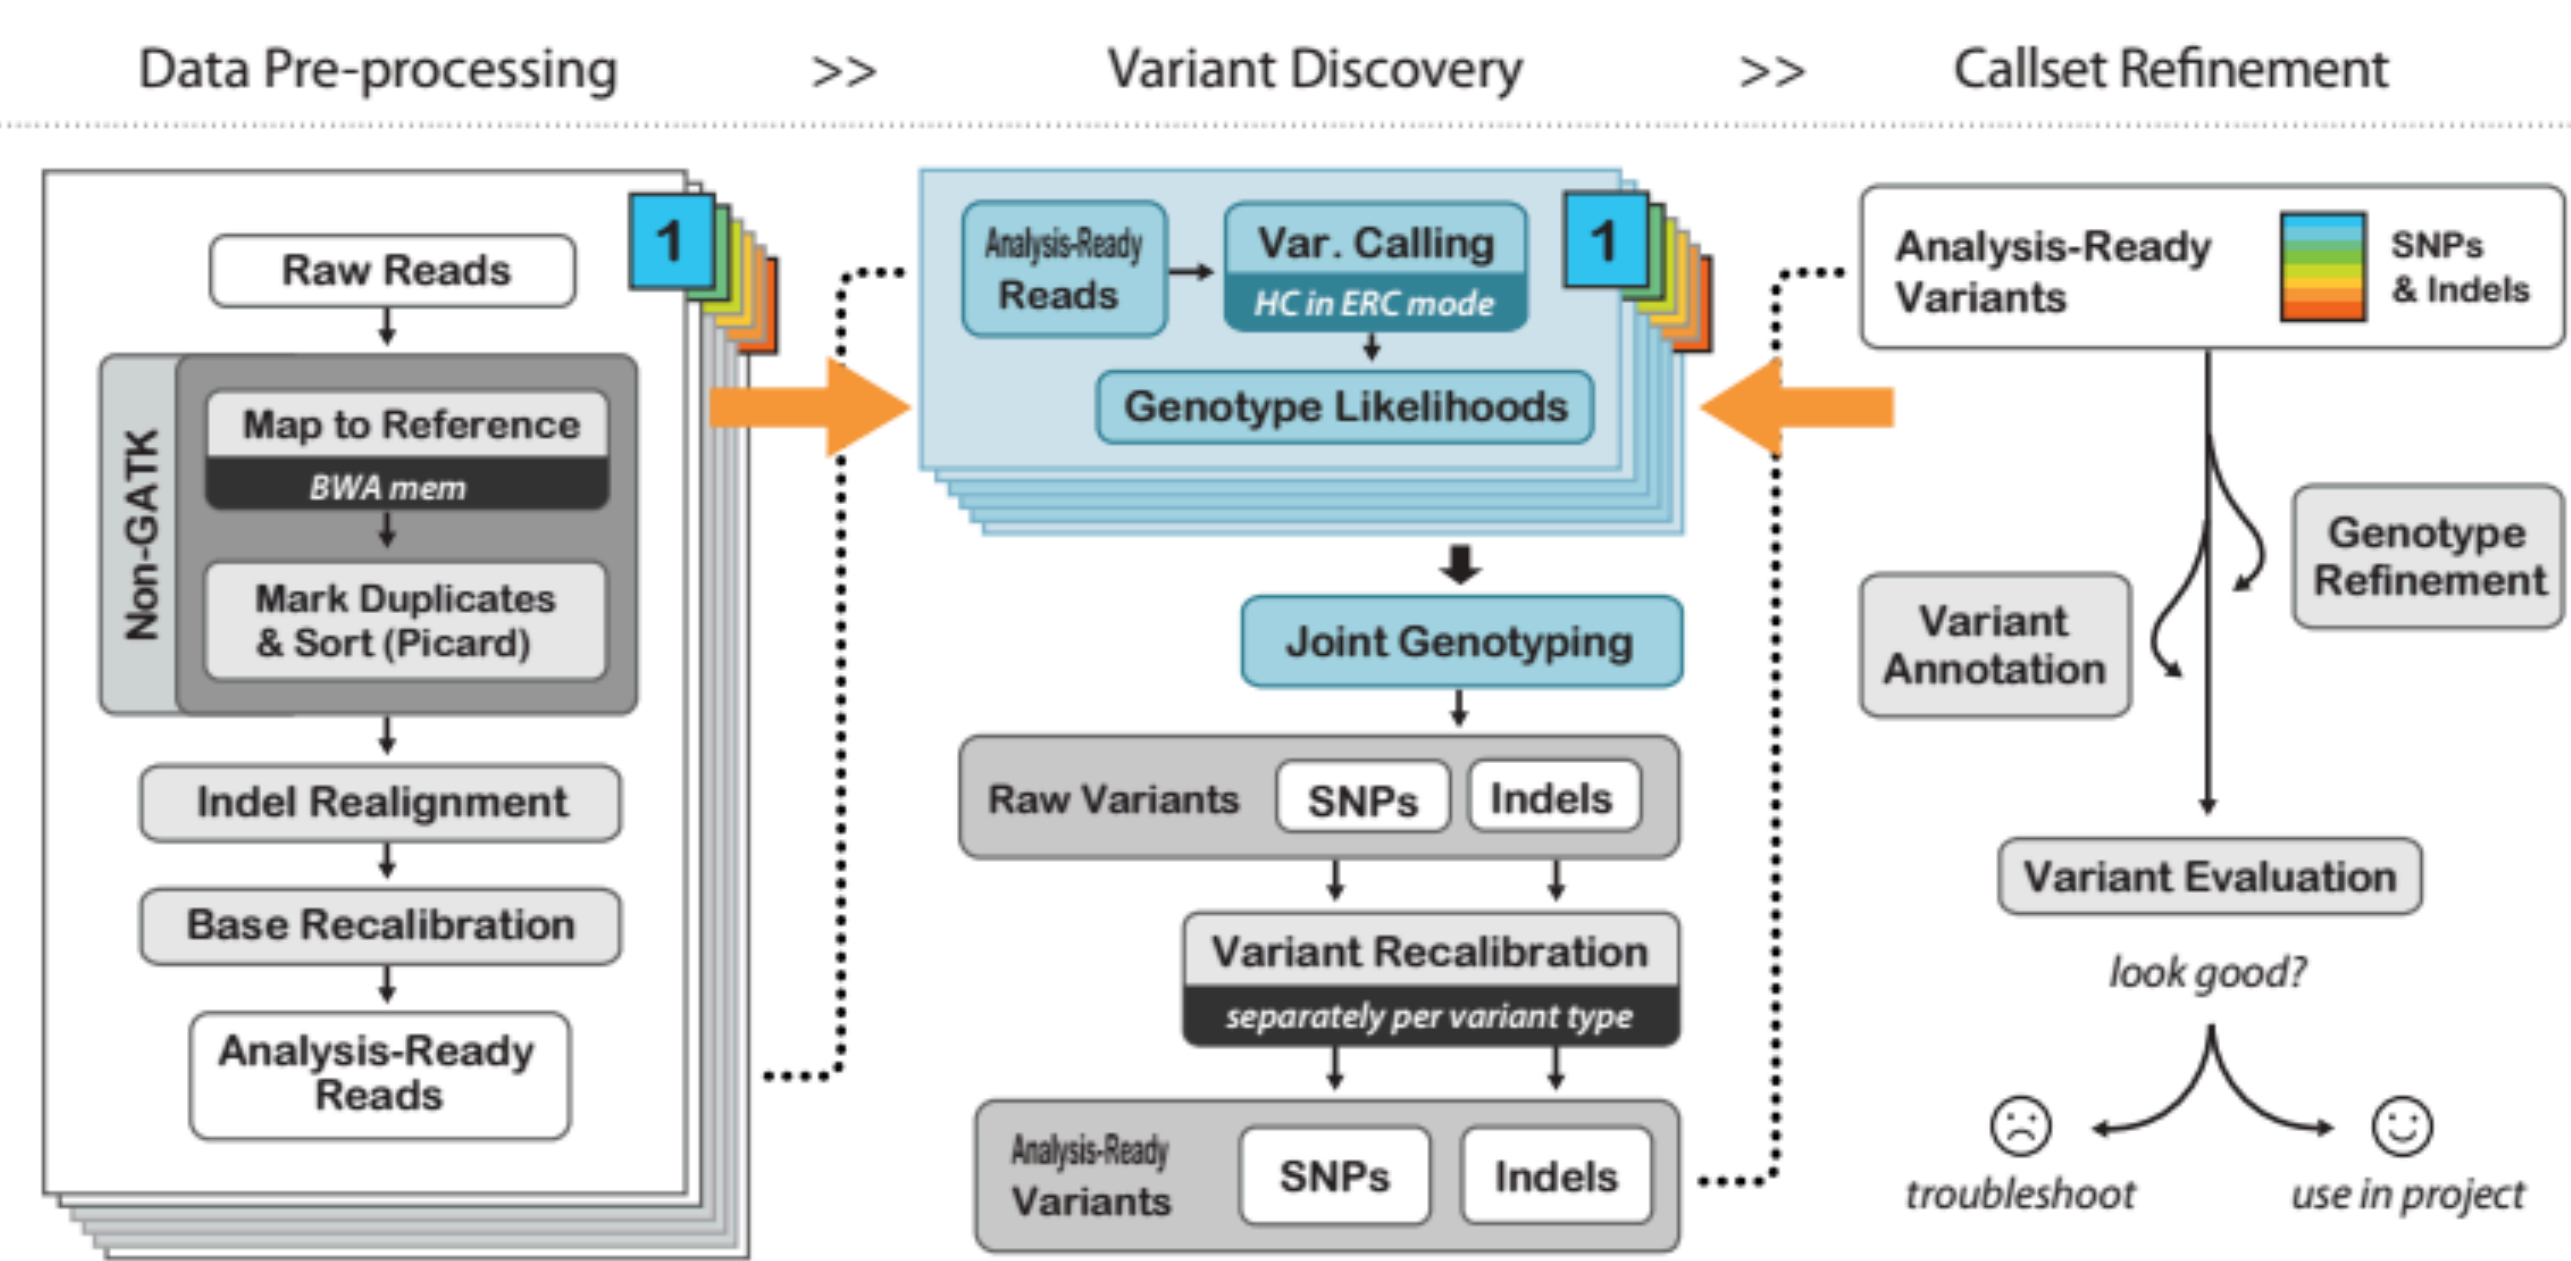 Data Pre-processing >> Variant Discovery >> Callset Refinement
1
Raw Reads
Non-GATK
Map to Reference
BWA mem
Mark Duplicates
& Sort (Picard)
Indel Realignment
Base Recalibration
Analysis-Ready
Reads
1
Analysis-Ready
Reads
Var. Calling
HC in ERC mode
Genotype Likelihoods
Joint Genotyping
Raw Variants
SNPs
Indels
Variant Recalibration
separately per variant type
Analysis-Ready
Variants
SNPs
Indels
Analysis-Ready
Variants
SNPs
& Indels
Genotype
Refinement
Variant
Annotation
Variant Evaluation
look good?
troubleshoot
use in project